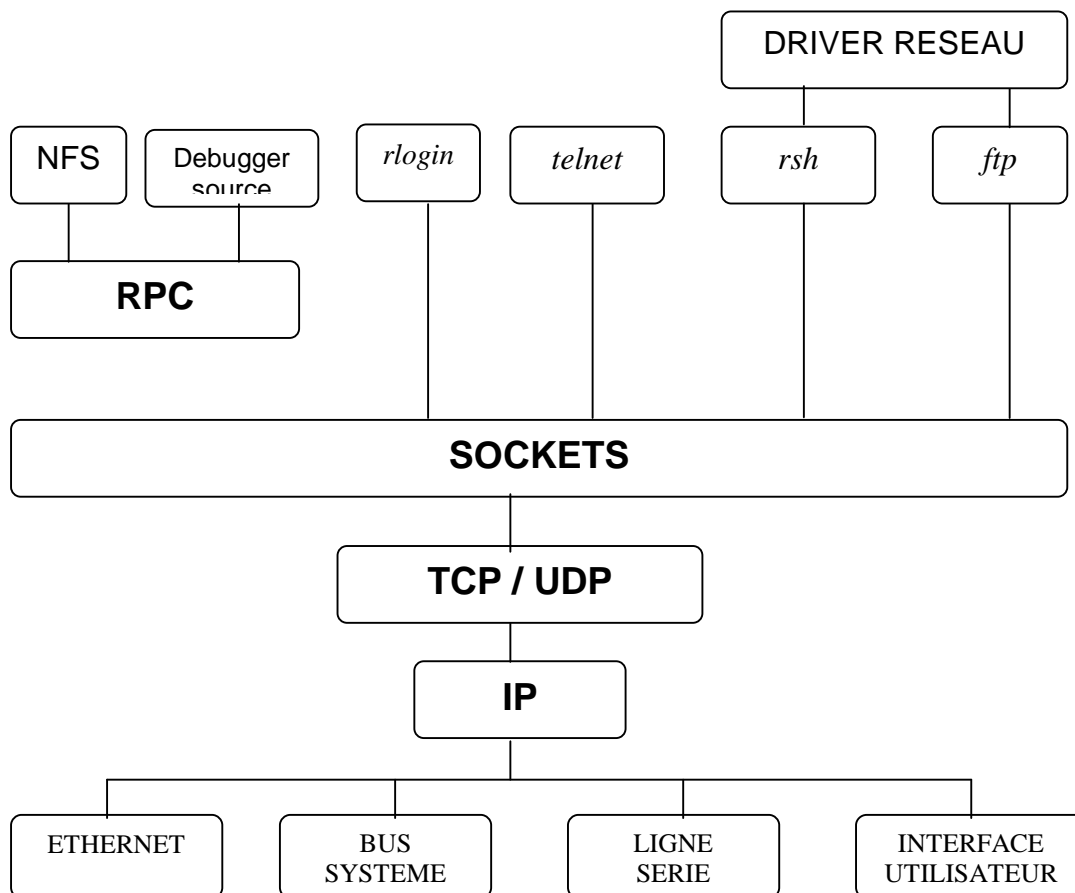 DRIVER RESEAU
NFS
Debugger
source
rlogin
telnet
rsh
ftp
RPC
SOCKETS
TCP / UDP
IP
ETHERNET
BUS
SYSTEME
LIGNE
SERIE
INTERFACE
UTILISATEUR